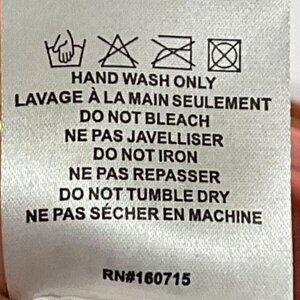 HAND WASH ONLY
LAVAGE À LA MAIN SEULEMENT
DO NOT BLEACH
NE PAS JAVELLISER
DO NOT IRON
NE PAS REPASSER
DO NOT TUMBLE DRY
NE PAS SÉCHER EN MACHINE
RN#160715